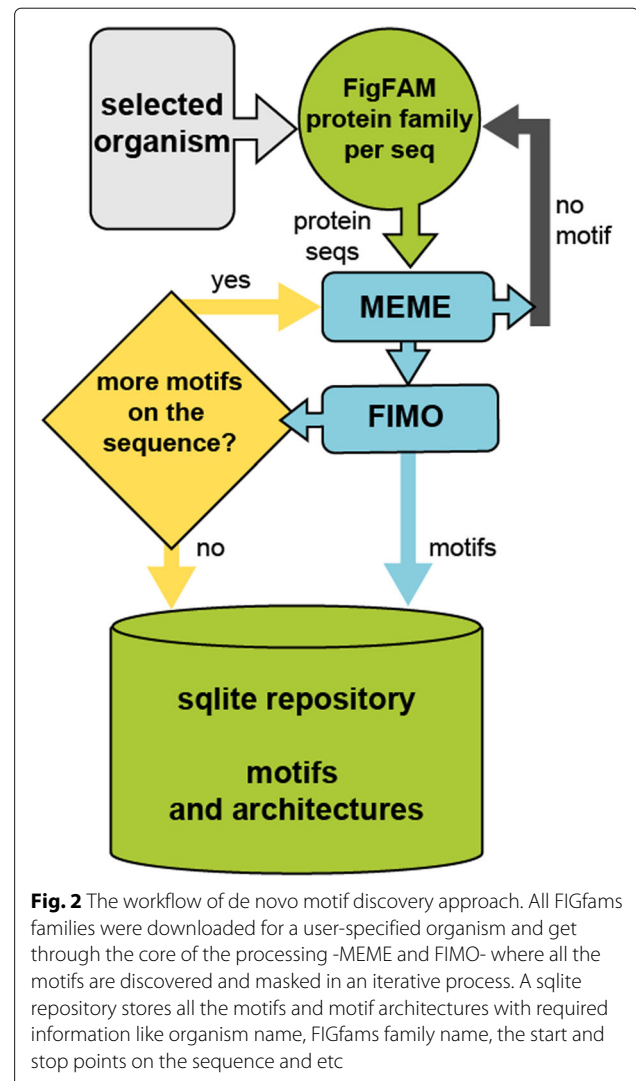 selected
organism
FigFAM
protein family
per seq
protein
seqs
no
motif
yes
MEME
more motifs
on the
sequence?
FIMO
no
motifs
sqlite repository
motifs
and architectures
Fig. 2 The workflow of de novo motif discovery approach. All FIGfams
families were downloaded for a user-specified organism and get
through the core of the processing -MEME and FIMO- where all the
motifs are discovered and masked in an iterative process. A sqlite
repository stores all the motifs and motif architectures with required
information like organism name, FIGfams family name, the start and
stop points on the sequence and etc